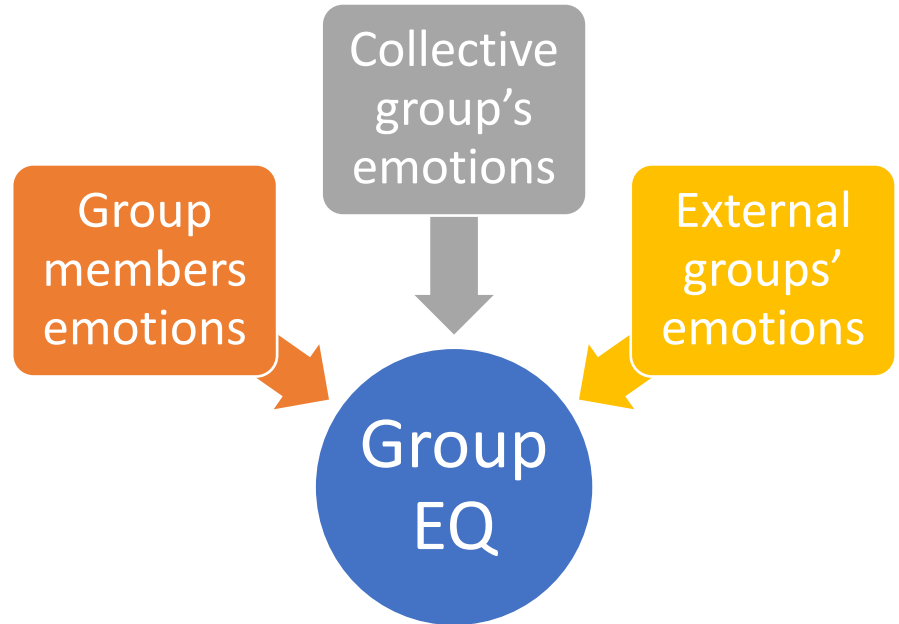 Collective
group’s
emotions
Group
members
emotions
External
groups’
emotions
Group
EQ